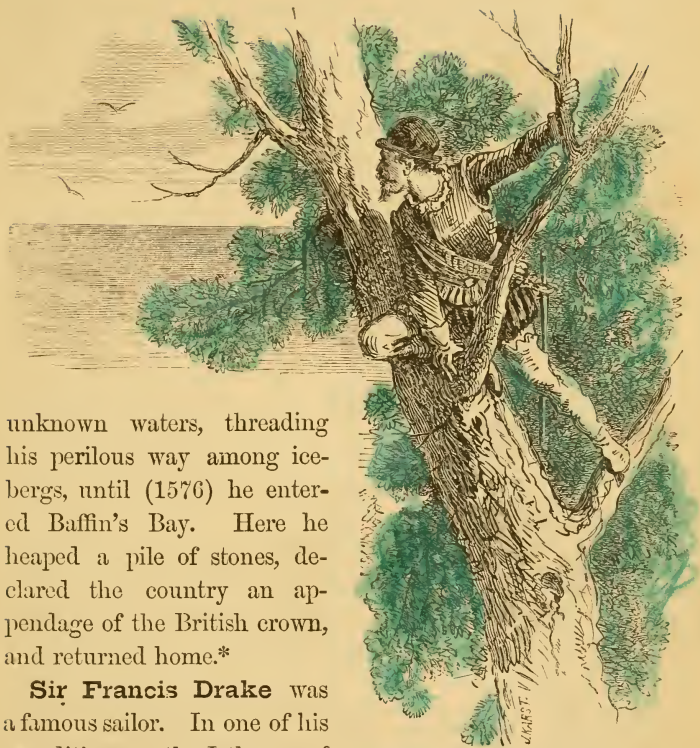 unknown waters, threading
his perilous way among ice-
bergs, until (1576) he enter-
ed Baffin's Bay. Here he
heaped a pile of stones, de-
clared the country an ap-
pendage of the British crown,
and returned home.*
Sir Francis Drake was
a famous sailor. In one of his
J. KARST.